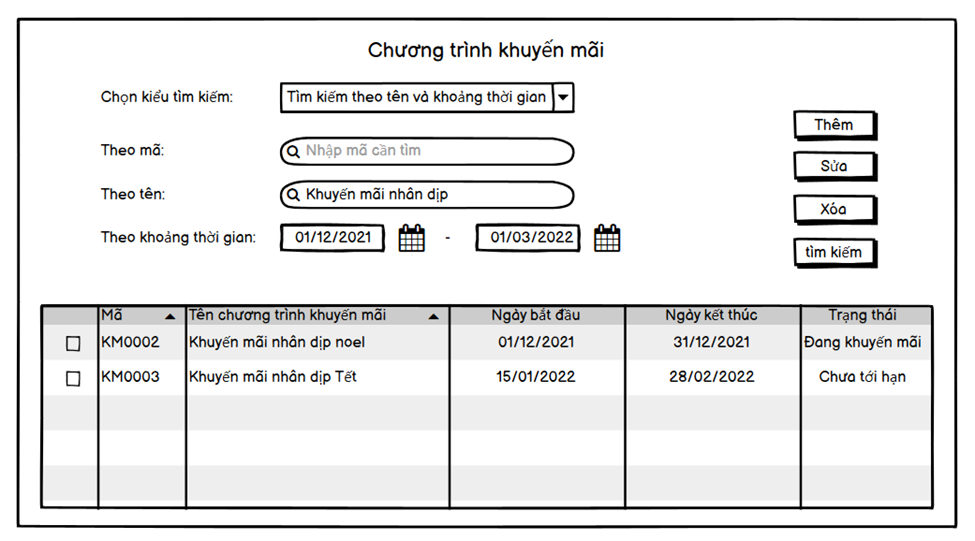 Chương trình khuyến mãi
Chọn kiểu tìm kiếm: Tìm kiếm theo tên và khoảng thời gian
Thêm
Theo mã: Nhập mã cần tìm
Sửa
Theo tên: Khuyến mãi nhân dịp
Xóa
Theo khoảng thời gian: 01/12/2021 - 01/03/2022
tìm kiếm
Mã Tên chương trình khuyến mãi Ngày bắt đầu Ngày kết thúc Trạng thái
KM0002 Khuyến mãi nhân dịp noel 01/12/2021 31/12/2021 Đang khuyến mãi
KM0003 Khuyến mãi nhân dịp Tết 15/01/2022 28/02/2022 Chưa tới hạn